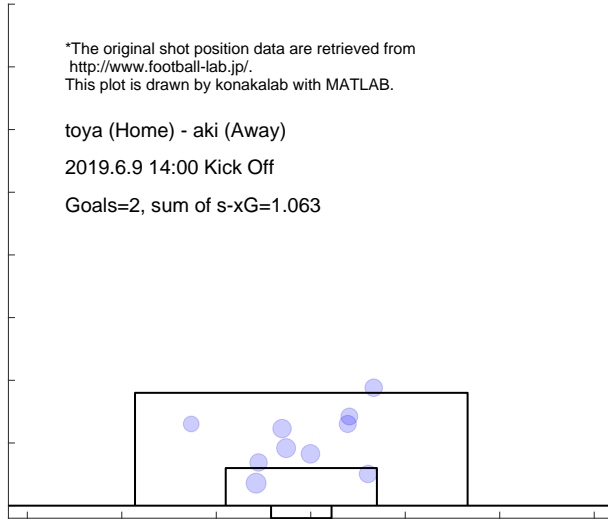 *The original shot position data are retrieved from
http://www.football-lab.jp/.
This plot is drawn by konakalab with MATLAB.
toya (Home) - aki (Away)
2019.6.9 14:00 Kick Off
Goals=2, sum of s-xG=1.063